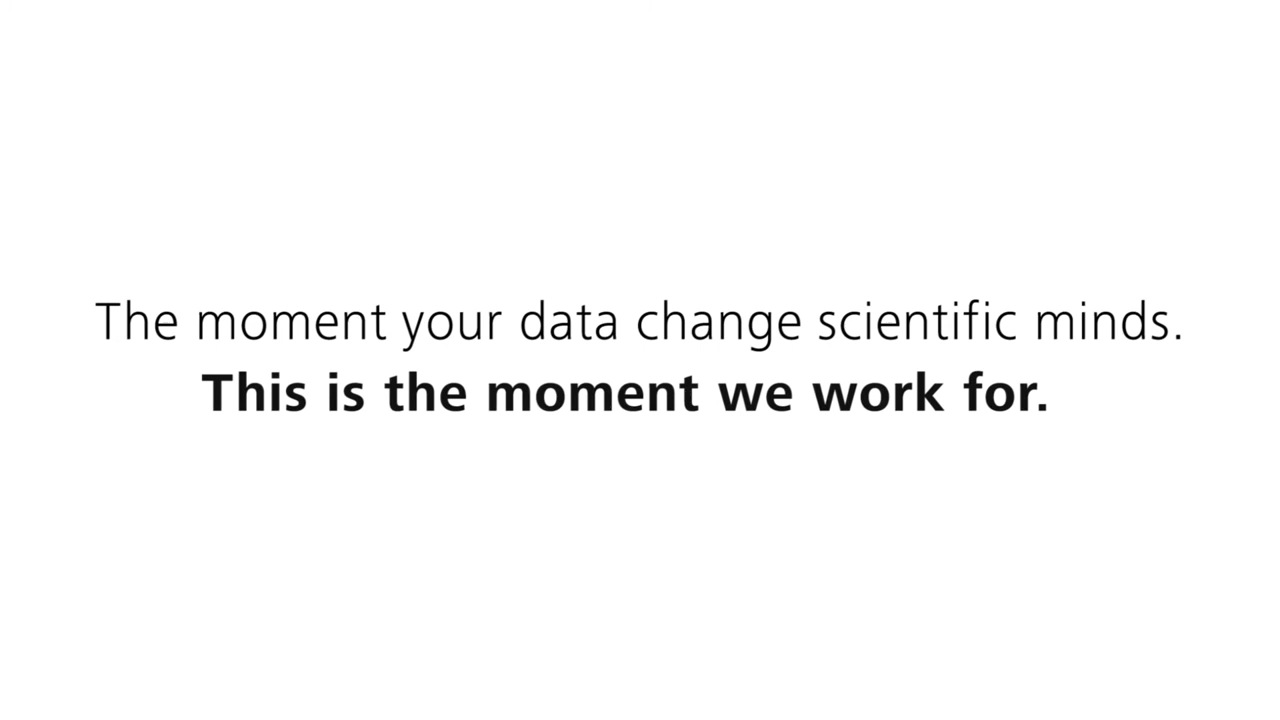 The moment your data change scientific minds.
This is the moment we work for.